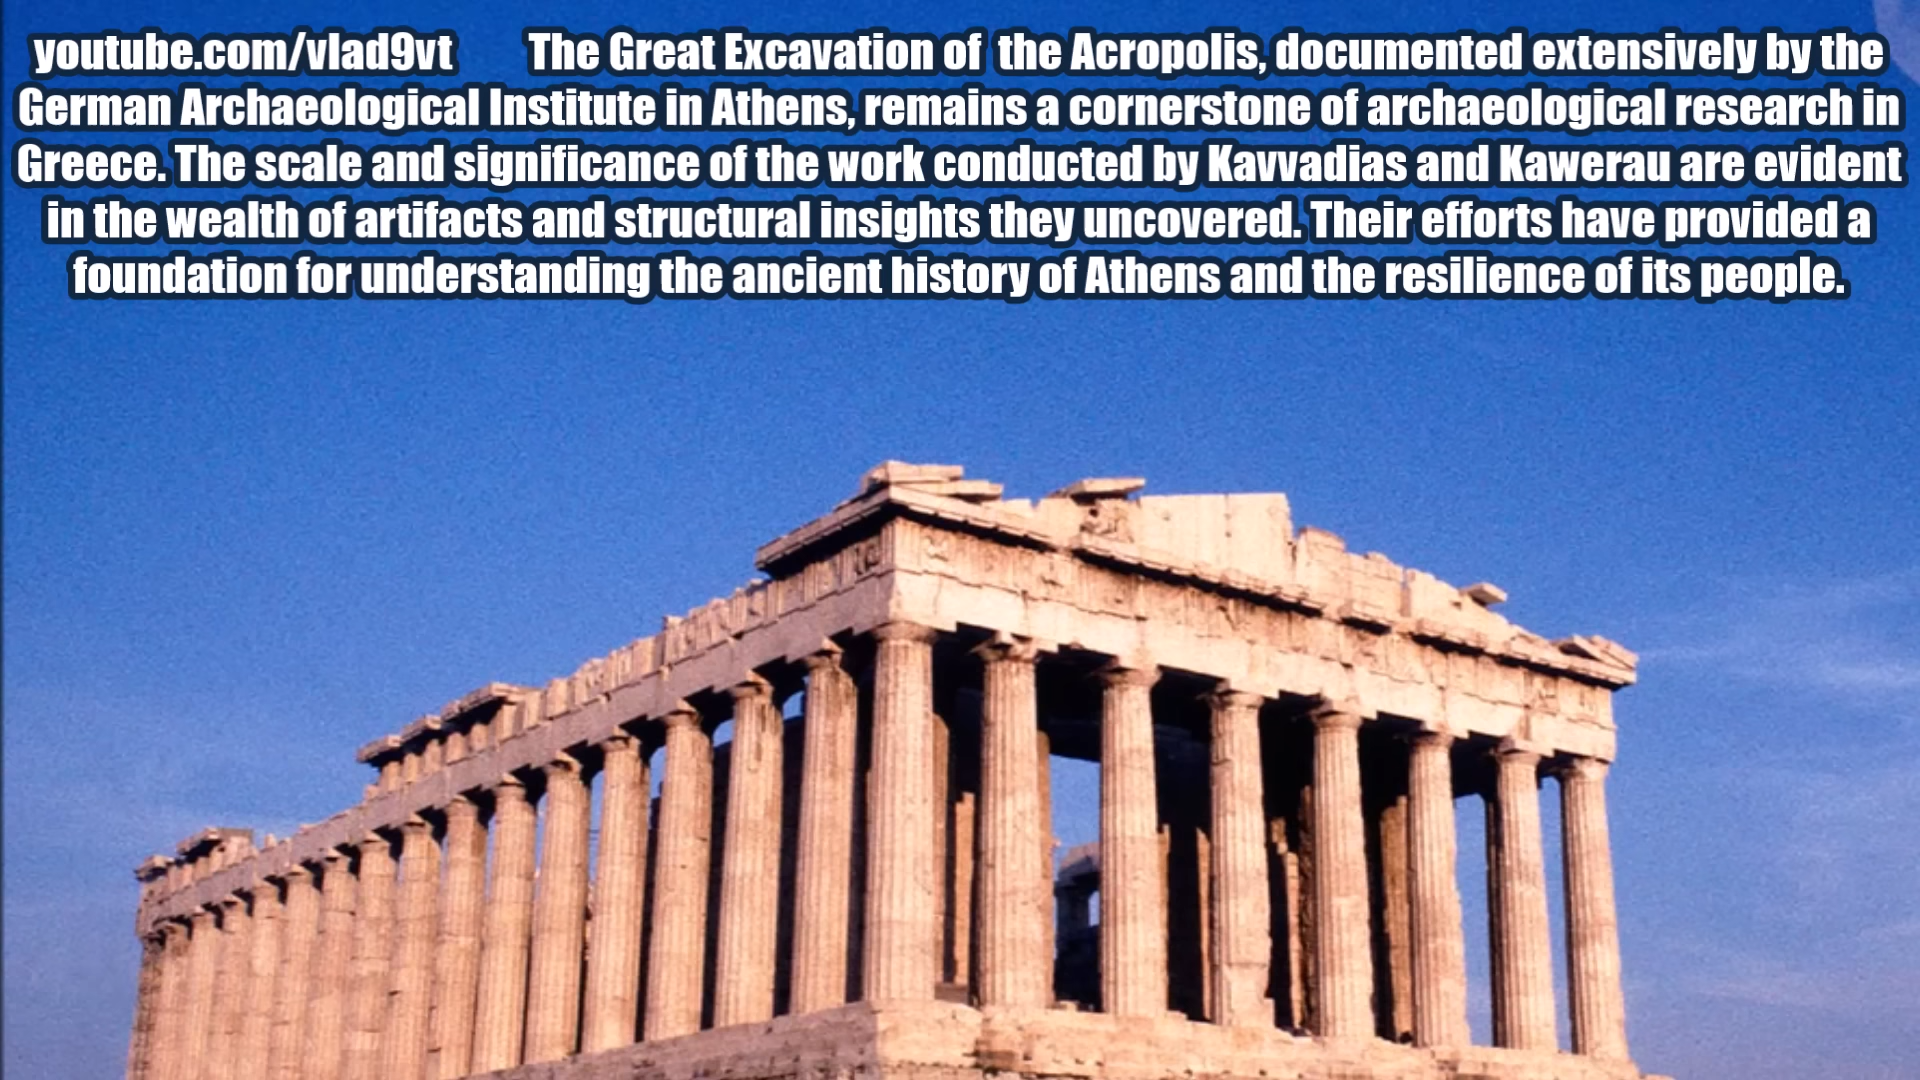 youtube.com/vlad9vt The Great Excavation of the Acropolis, documented extensively by the
German Archaeological Institute in Athens, remains a cornerstone of archaeological research in
Greece. The scale and significance of the work conducted by Kavvadias and Kawerau are evident
in the wealth of artifacts and structural insights they uncovered. Their efforts have provided a
foundation for understanding the ancient history of Athens and the resilience of its people.